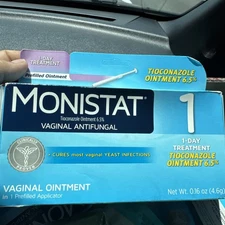 1-DAY
TREATMENT
Prefilled Ointment
TIOCONAZOLE
OINTMENT 6.5%
MONISTAT® 1
Tioconazole Ointment 6.5%
VAGINAL ANTIFUNGAL
1-DAY
TREATMENT
TIOCONAZOLE
OINTMENT 6.5%
• CURES most vaginal YEAST INFECTIONS
VAGINAL OINTMENT
in 1 Prefilled Applicator
Net Wt. 0.16 oz (4.6g)